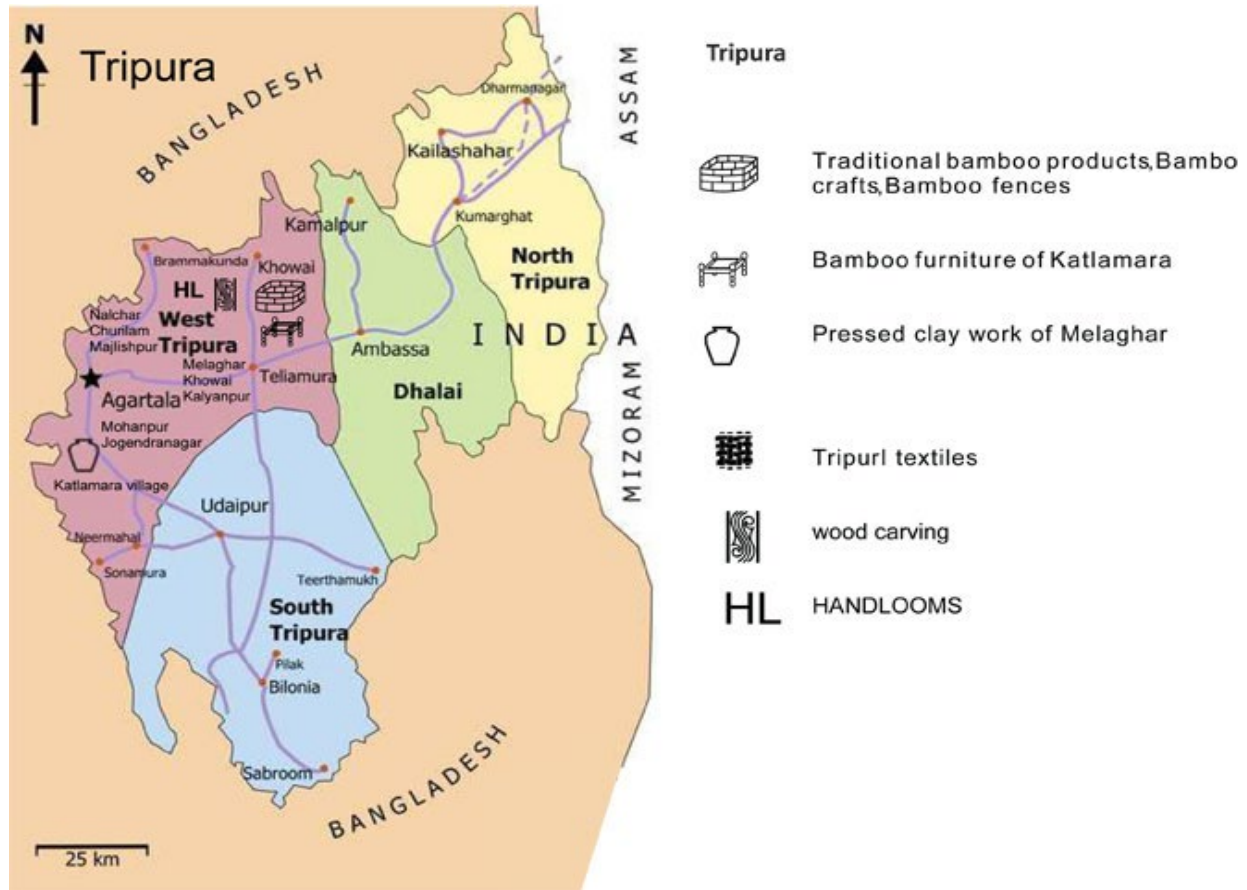 N
Tripura
BANGLADESH
ASSAM
Dharmanagar
Kailashahar
Kumarghat
Kamalpur
North
Tripura
Brammakunda
Khowai
HL
Nalchar
Churilam
Majlishpur
West
Tripura
INDIA
Ambassa
Melaghar
Khowai
Kalyanpur
Teliamura
Dhalai
Agartala
Mohanpur
Jogendranagar
MIZORAM
Katlamara village
Udaipur
Neermahal
Sonamura
Teerthamukh
South
Tripura
Pilak
Bilonia
Sabroom
BANGLADESH
25 km
Tripura
Traditional bamboo products,Bambo
crafts,Bamboo fences
Bamboo furniture of Katlamara
Pressed clay work of Melaghar
Tripurl textiles
wood carving
HL HANDLOOMS